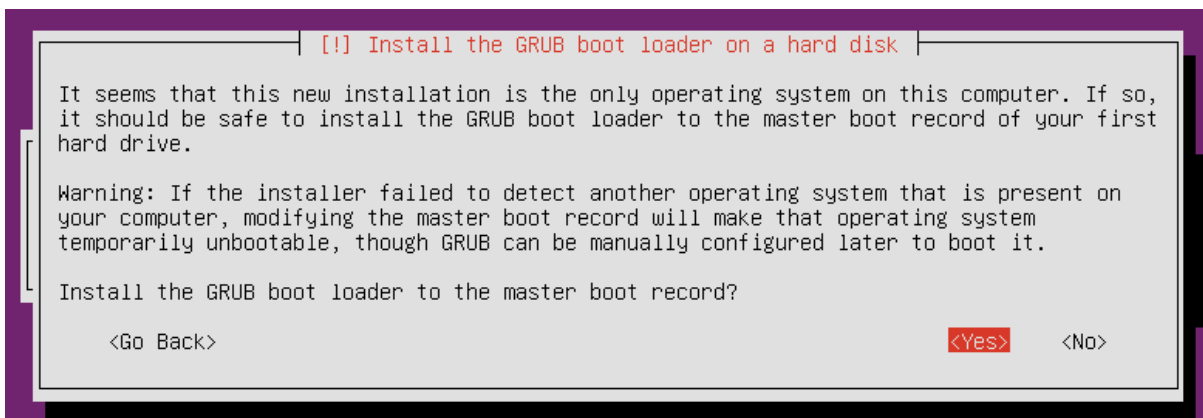 [!] Install the GRUB boot loader on a hard disk
It seems that this new installation is the only operating system on this computer. If so,
it should be safe to install the GRUB boot loader to the master boot record of your first
hard drive.
Warning: If the installer failed to detect another operating system that is present on
your computer, modifying the master boot record will make that operating system
temporarily unbootable, though GRUB can be manually configured later to boot it.
Install the GRUB boot loader to the master boot record?
<Go Back> <Yes> <No>